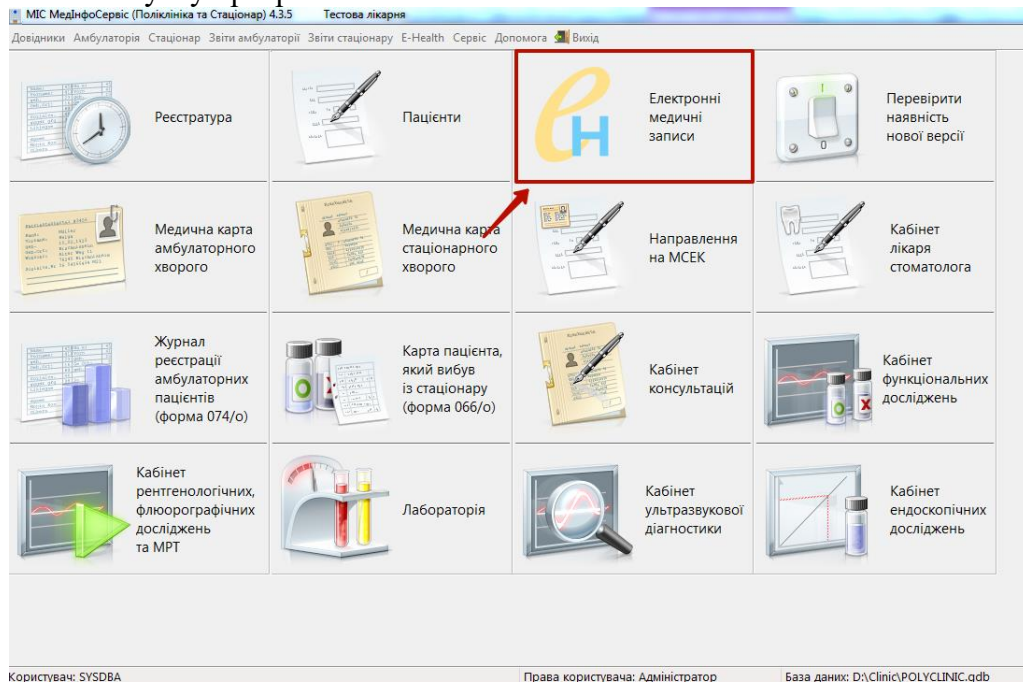 МІС МедІнфоСервіс (Поліклініка та Стаціонар) 4.3.5 Тестова лікарня
Довідники Амбулаторія Стаціонар Звіти амбулаторії Звіти стаціонару E-Health Сервіс Допомога Вихід
Реєстратура
Пацієнти
eH
Електронні
медичні
записи
Перевірити
наявність
нової версії
Медична карта
амбулаторного
хворого
Медична карта
стаціонарного
хворого
Направлення
на МСЕК
Кабінет
лікаря
стоматолога
Журнал
реєстрації
амбулаторних
пацієнтів
(форма 074/о)
Карта пацієнта,
який вибув
із стаціонару
(форма 066/о)
Кабінет
консультацій
Кабінет
функціональних
досліджень
Кабінет
рентгенологічних,
флюорографічних
досліджень
та МРТ
Лабораторія
Кабінет
ультразвукової
діагностики
Кабінет
ендоскопічних
досліджень
Користувач: SYSDBA
Права користувача: Адміністратор
База даних: D:\Clinic\POLYCLINIC.gdb